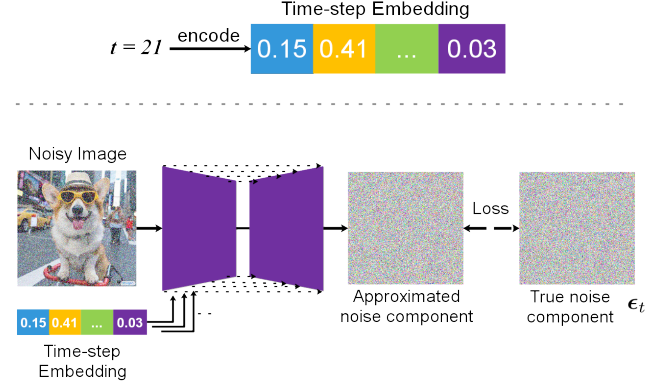 Time-step Embedding
t = 21 encode 0.15 0.41 ... 0.03
Noisy Image
Loss
0.15 0.41 ... 0.03
Time-step
Embedding
Approximated
noise component
True noise
component ϵt